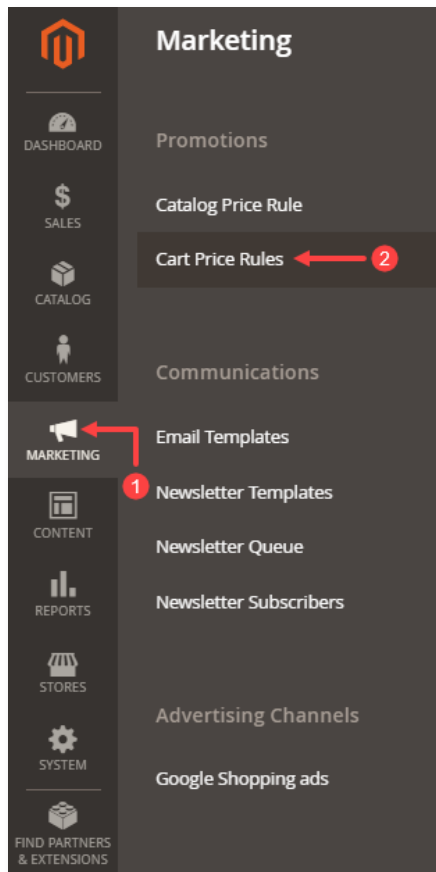 Marketing
DASHBOARD
Promotions
$
SALES
Catalog Price Rule
Cart Price Rules
2
CATALOG
CUSTOMERS
Communications
MARKETING
Email Templates
1
Newsletter Templates
CONTENT
Newsletter Queue
REPORTS
Newsletter Subscribers
STORES
Advertising Channels
SYSTEM
Google Shopping ads
FIND PARTNERS
& EXTENSIONS